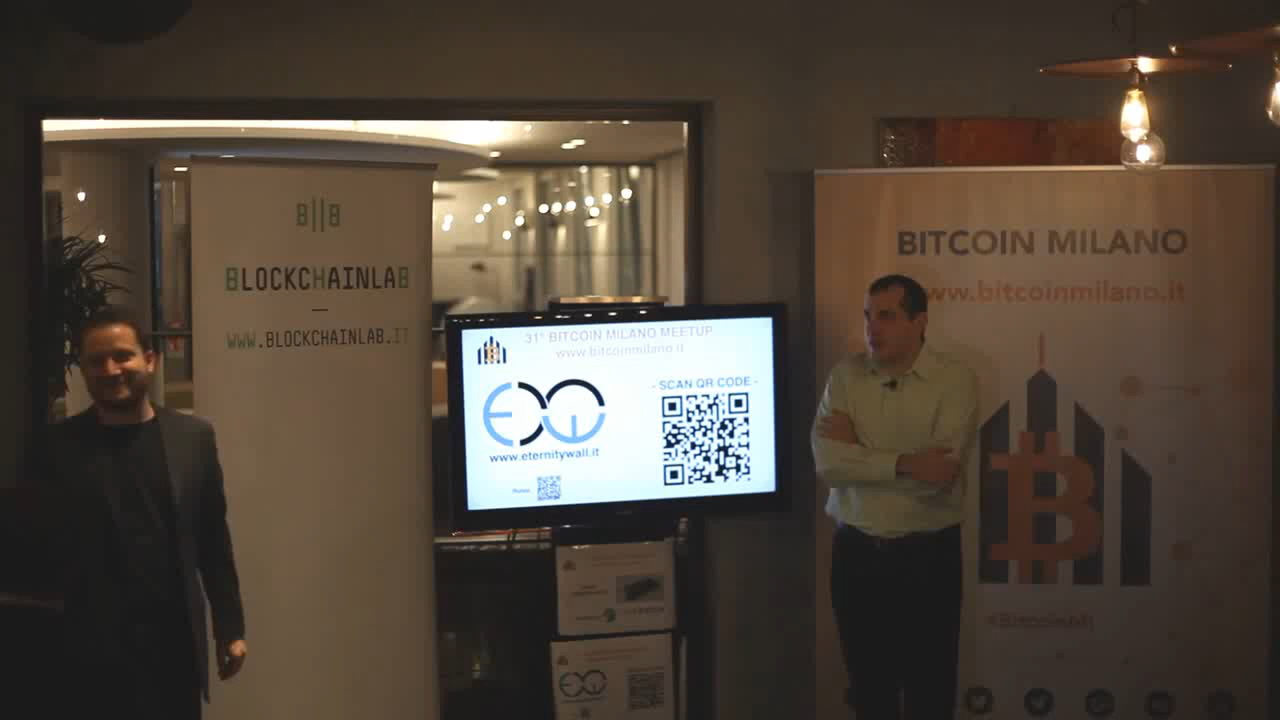 BLOCKCHAINLAB
WWW.BLOCKCHAINLAB.IT
31° BITCOIN MILANO MEETUP
www.bitcoinmilano.it
- SCAN QR CODE -
www.eternitywall.it
BITCOIN MILANO
www.bitcoinmilano.it
#BitcoinMi